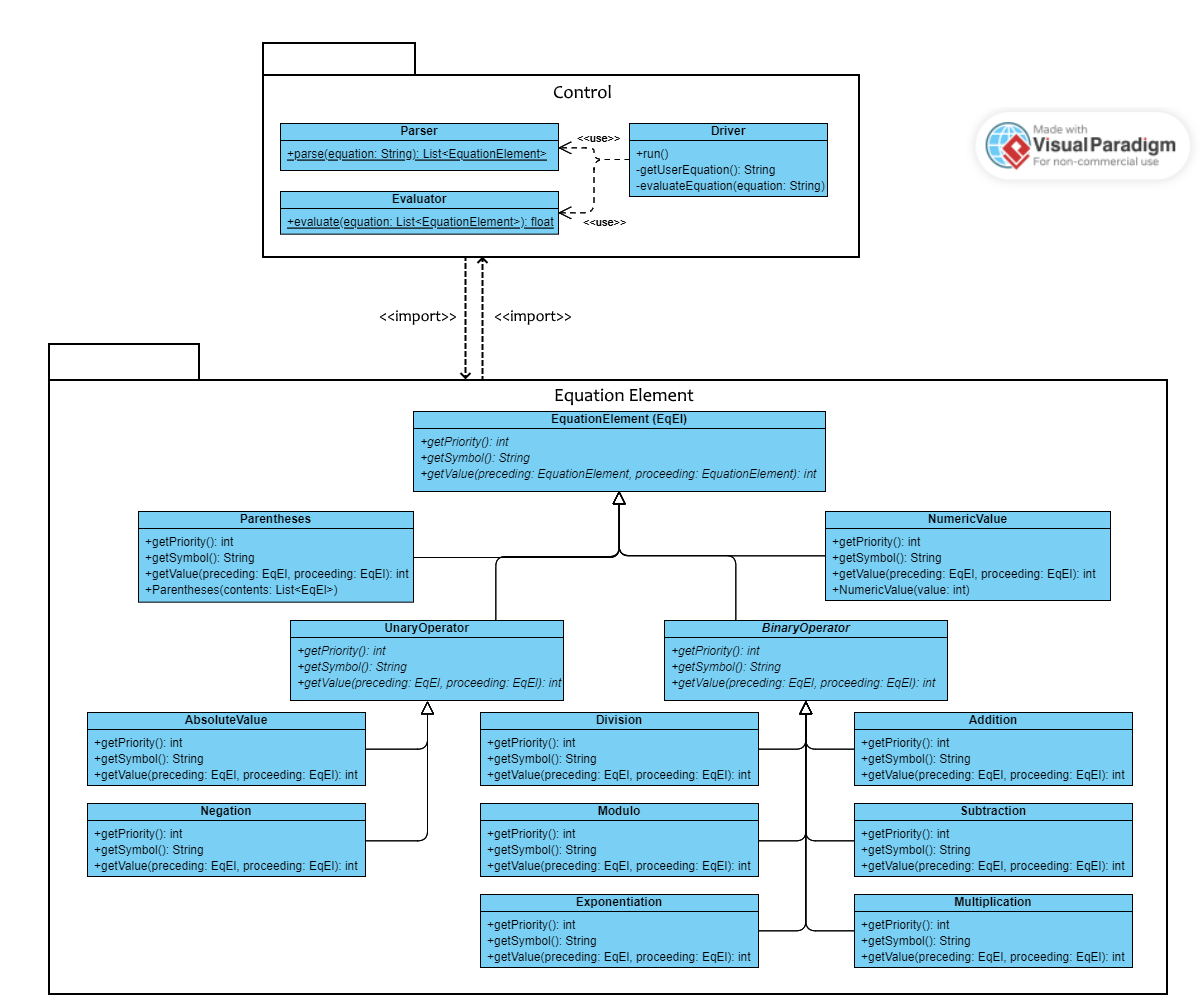 Control
Parser
+parse(equation: String): List<EquationElement>
<<use>>
Driver
+run()
-getUserEquation(): String
-evaluateEquation(equation: String)
Evaluator
+evaluate(equation: List<EquationElement>): float
<<use>>
Made with
Visual Paradigm
For non-commercial use
<<import>>
<<import>>
Equation Element
EquationElement (EqEl)
+getPriority(): int
+getSymbol(): String
+getValue(preceding: EquationElement, proceeding: EquationElement): int
Parentheses
+getPriority(): int
+getSymbol(): String
+getValue(preceding: EqEl, proceeding: EqEl): int
+Parentheses(contents: List<EqEl>)
NumericValue
+getPriority(): int
+getSymbol(): String
+getValue(preceding: EqEl, proceeding: EqEl): int
+NumericValue(value: int)
UnaryOperator
+getPriority(): int
+getSymbol(): String
+getValue(preceding: EqEl, proceeding: EqEl): int
BinaryOperator
+getPriority(): int
+getSymbol(): String
+getValue(preceding: EqEl, proceeding: EqEl): int
AbsoluteValue
+getPriority(): int
+getSymbol(): String
+getValue(preceding: EqEl, proceeding: EqEl): int
Division
+getPriority(): int
+getSymbol(): String
+getValue(preceding: EqEl, proceeding: EqEl): int
Addition
+getPriority(): int
+getSymbol(): String
+getValue(preceding: EqEl, proceeding: EqEl): int
Negation
+getPriority(): int
+getSymbol(): String
+getValue(preceding: EqEl, proceeding: EqEl): int
Modulo
+getPriority(): int
+getSymbol(): String
+getValue(preceding: EqEl, proceeding: EqEl): int
Subtraction
+getPriority(): int
+getSymbol(): String
+getValue(preceding: EqEl, proceeding: EqEl): int
Exponentiation
+getPriority(): int
+getSymbol(): String
+getValue(preceding: EqEl, proceeding: EqEl): int
Multiplication
+getPriority(): int
+getSymbol(): String
+getValue(preceding: EqEl, proceeding: EqEl): int